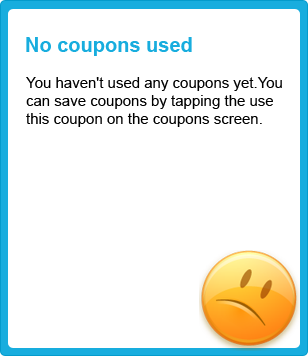 No coupons used
You haven't used any coupons yet.You
can save coupons by tapping the use
this coupon on the coupons screen.